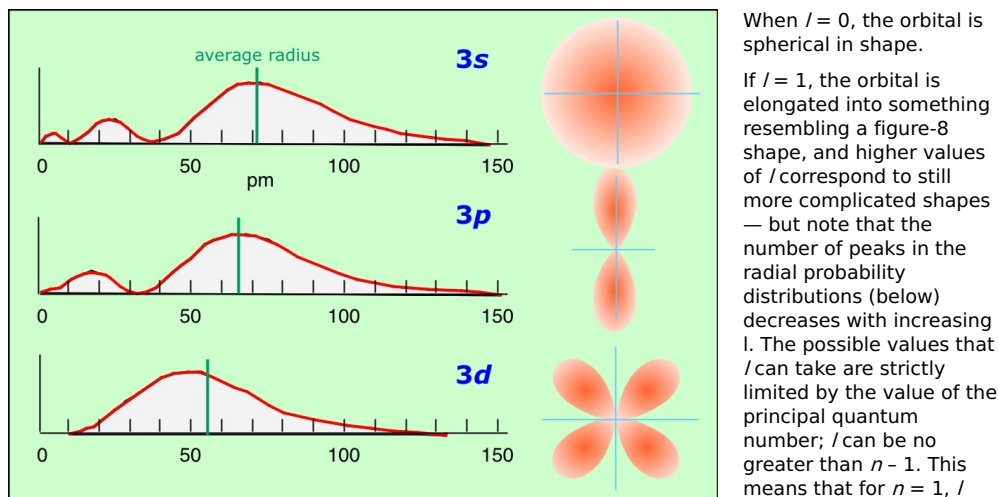 average radius
3s
0 50 100 150
pm
3p
0 50 100 150
3d
0 50 100 150
When l = 0, the orbital is
spherical in shape.
If l = 1, the orbital is
elongated into something
resembling a figure-8
shape, and higher values
of l correspond to still
more complicated shapes
— but note that the
number of peaks in the
radial probability
distributions (below)
decreases with increasing
l. The possible values that
l can take are strictly
limited by the value of the
principal quantum
number; l can be no
greater than n – 1. This
means that for n = 1, l